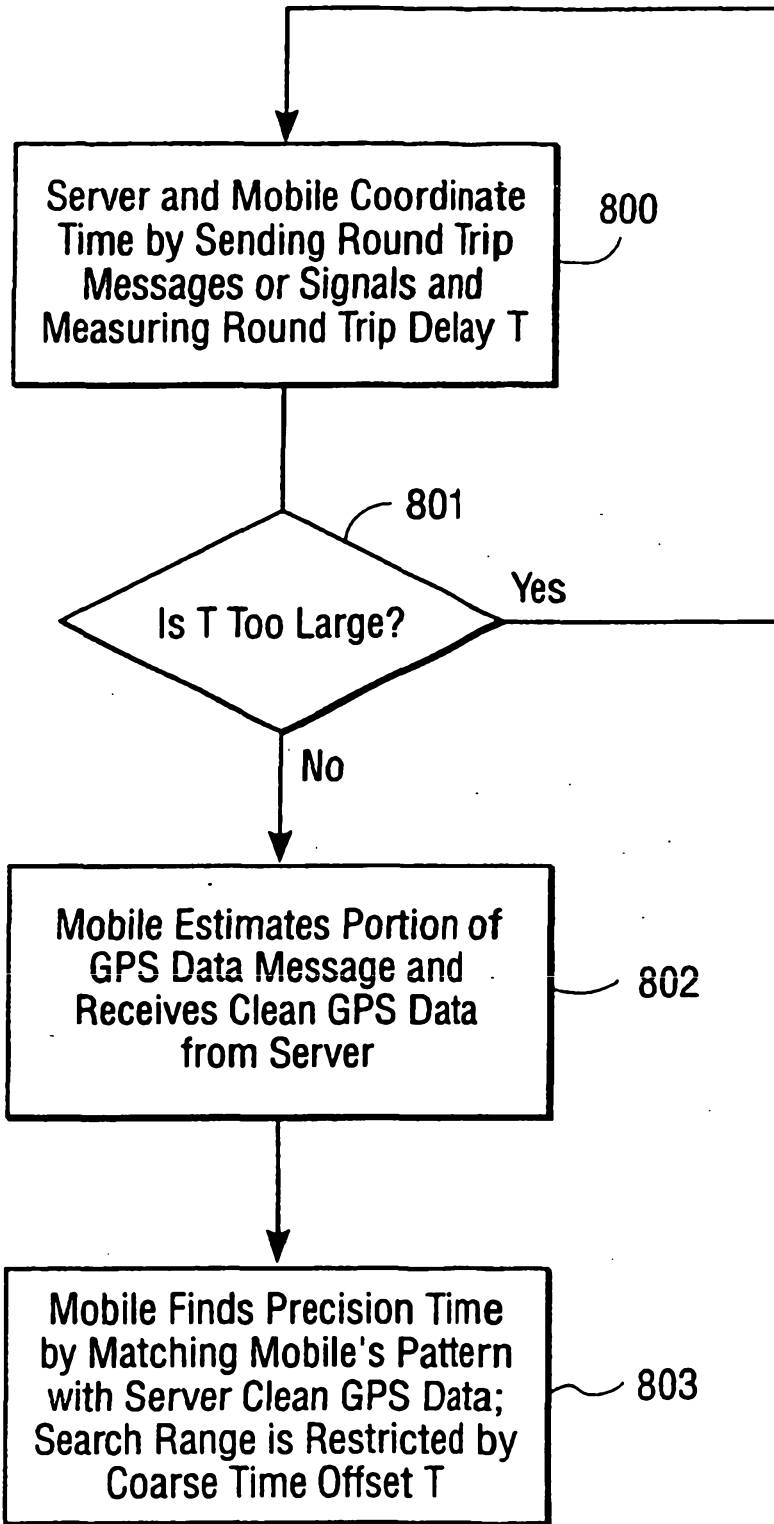 Server and Mobile Coordinate
Time by Sending Round Trip
Messages or Signals and
Measuring Round Trip Delay T
800
801
Is T Too Large?
Yes
No
Mobile Estimates Portion of
GPS Data Message and
Receives Clean GPS Data
from Server
802
Mobile Finds Precision Time
by Matching Mobile's Pattern
with Server Clean GPS Data;
Search Range is Restricted by
Coarse Time Offset T
803